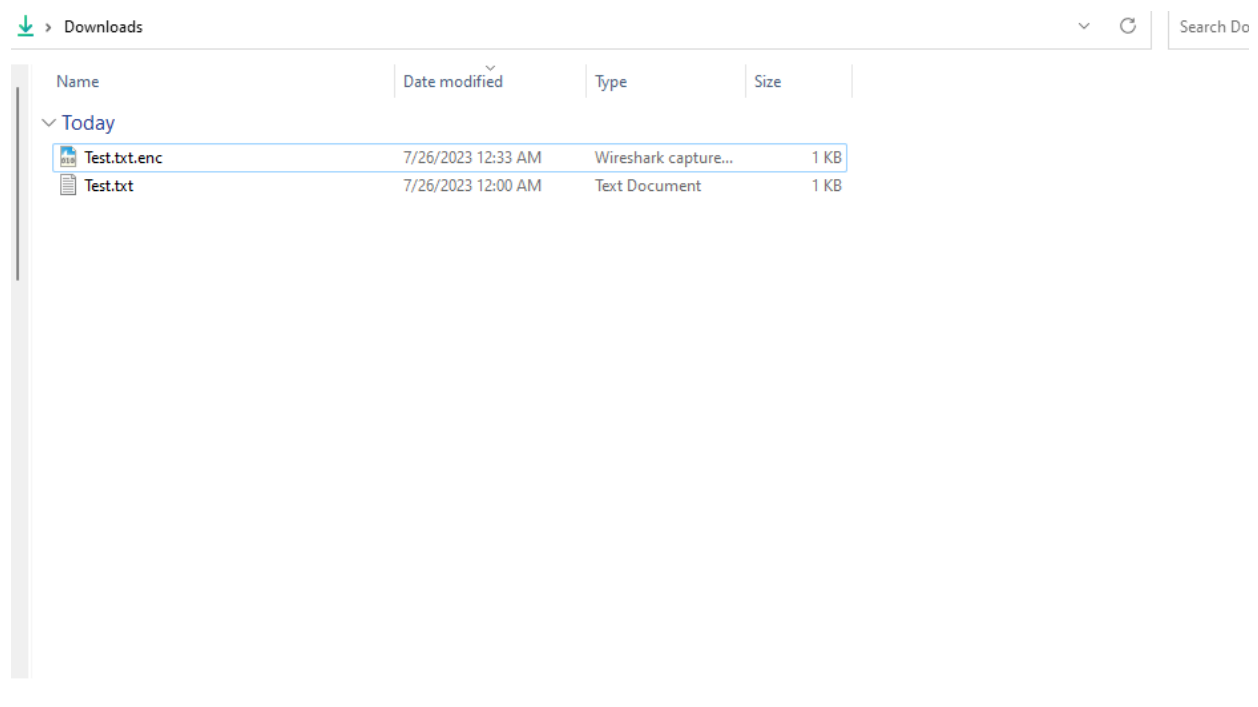 > Downloads
Search Do
Name Date modified Type Size
Today
Test.txt.enc 7/26/2023 12:33 AM Wireshark capture... 1 KB
Test.txt 7/26/2023 12:00 AM Text Document 1 KB